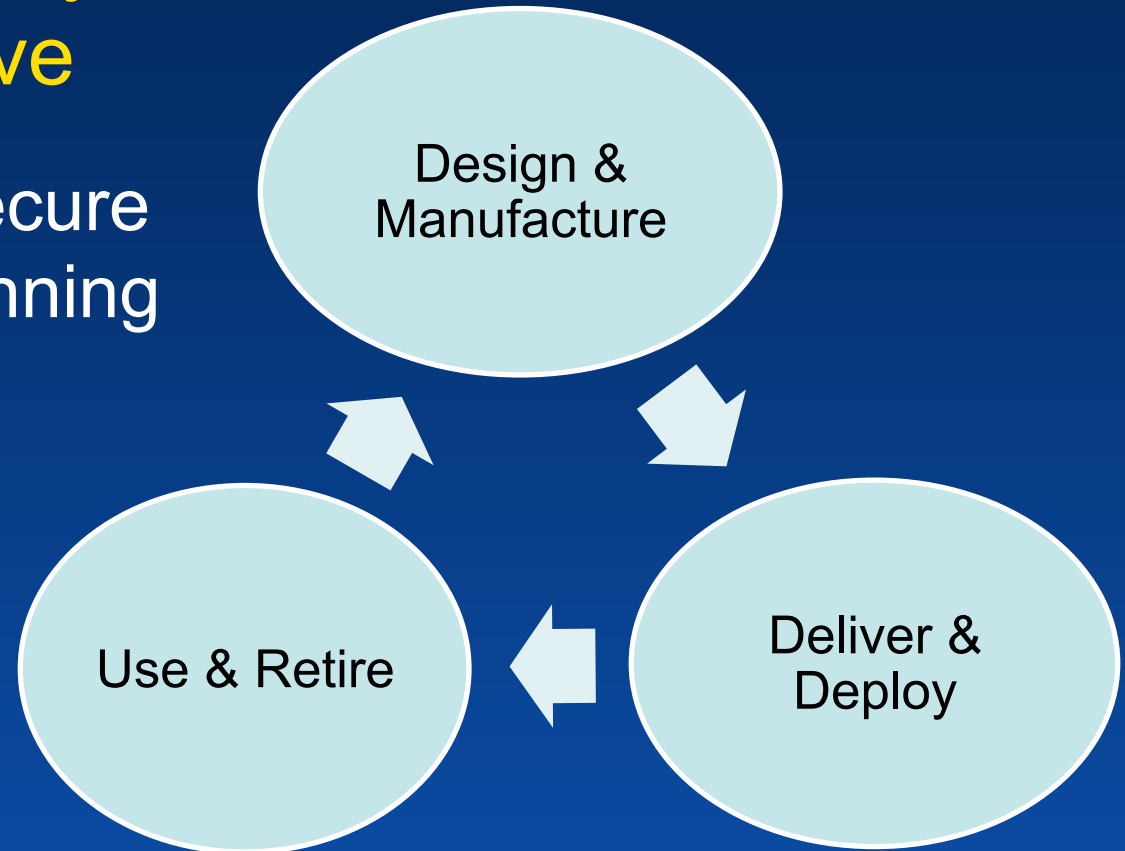 ve
ecure
nning
Design &
Manufacture
Use & Retire
Deliver &
Deploy